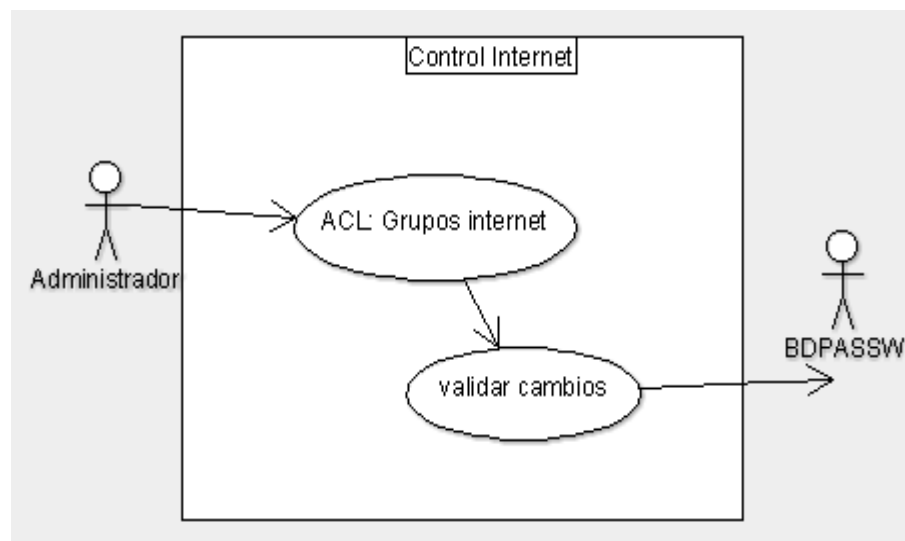 Control Internet
ACL: Grupos internet
Administrador
BDPASSW
validar cambios